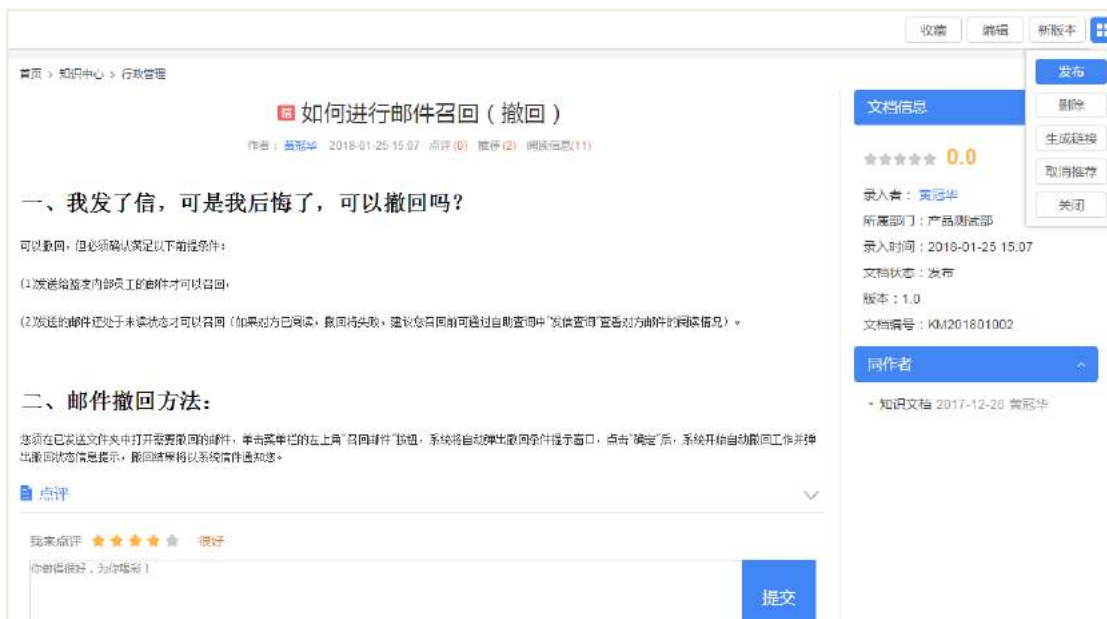 收藏 编辑 新版本
首页 > 知识中心 > 行政管理
发布
删除
生成链接
取消推荐
关闭
精 如何进行邮件召回（撤回）
作者：黄冠华 2018-01-25 15:07 点评(0) 推荐(2) 阅读信息(11)
一、我发了信，可是我后悔了，可以撤回吗？
可以撤回，但必须确认满足以下前提条件：
(1)发送给蓝凌内部员工的邮件才可以召回，
(2)发送的邮件还处于未读状态才可以召回（如果对方已阅读，撤回将失败，建议您召回前可通过自助查询中"发信查询"查看对方邮件的阅读情况）。
二、邮件撤回方法：
您须在已发送文件夹中打开需要撤回的邮件，单击菜单栏的左上角"召回邮件"按钮，系统将自动弹出撤回条件提示窗口，点击"确定"后，系统开始自动撤回工作并弹
出撤回状态信息提示，撤回结果将以系统信件通知您。
点评
我来点评 很好
你做得很好，为你喝彩！
提交
文档信息
0.0
录入者：黄冠华
所属部门：产品测试部
录入时间：2018-01-25 15:07
文档状态：发布
版本：1.0
文档编号：KM201801002
同作者
· 知识文档 2017-12-26 黄冠华